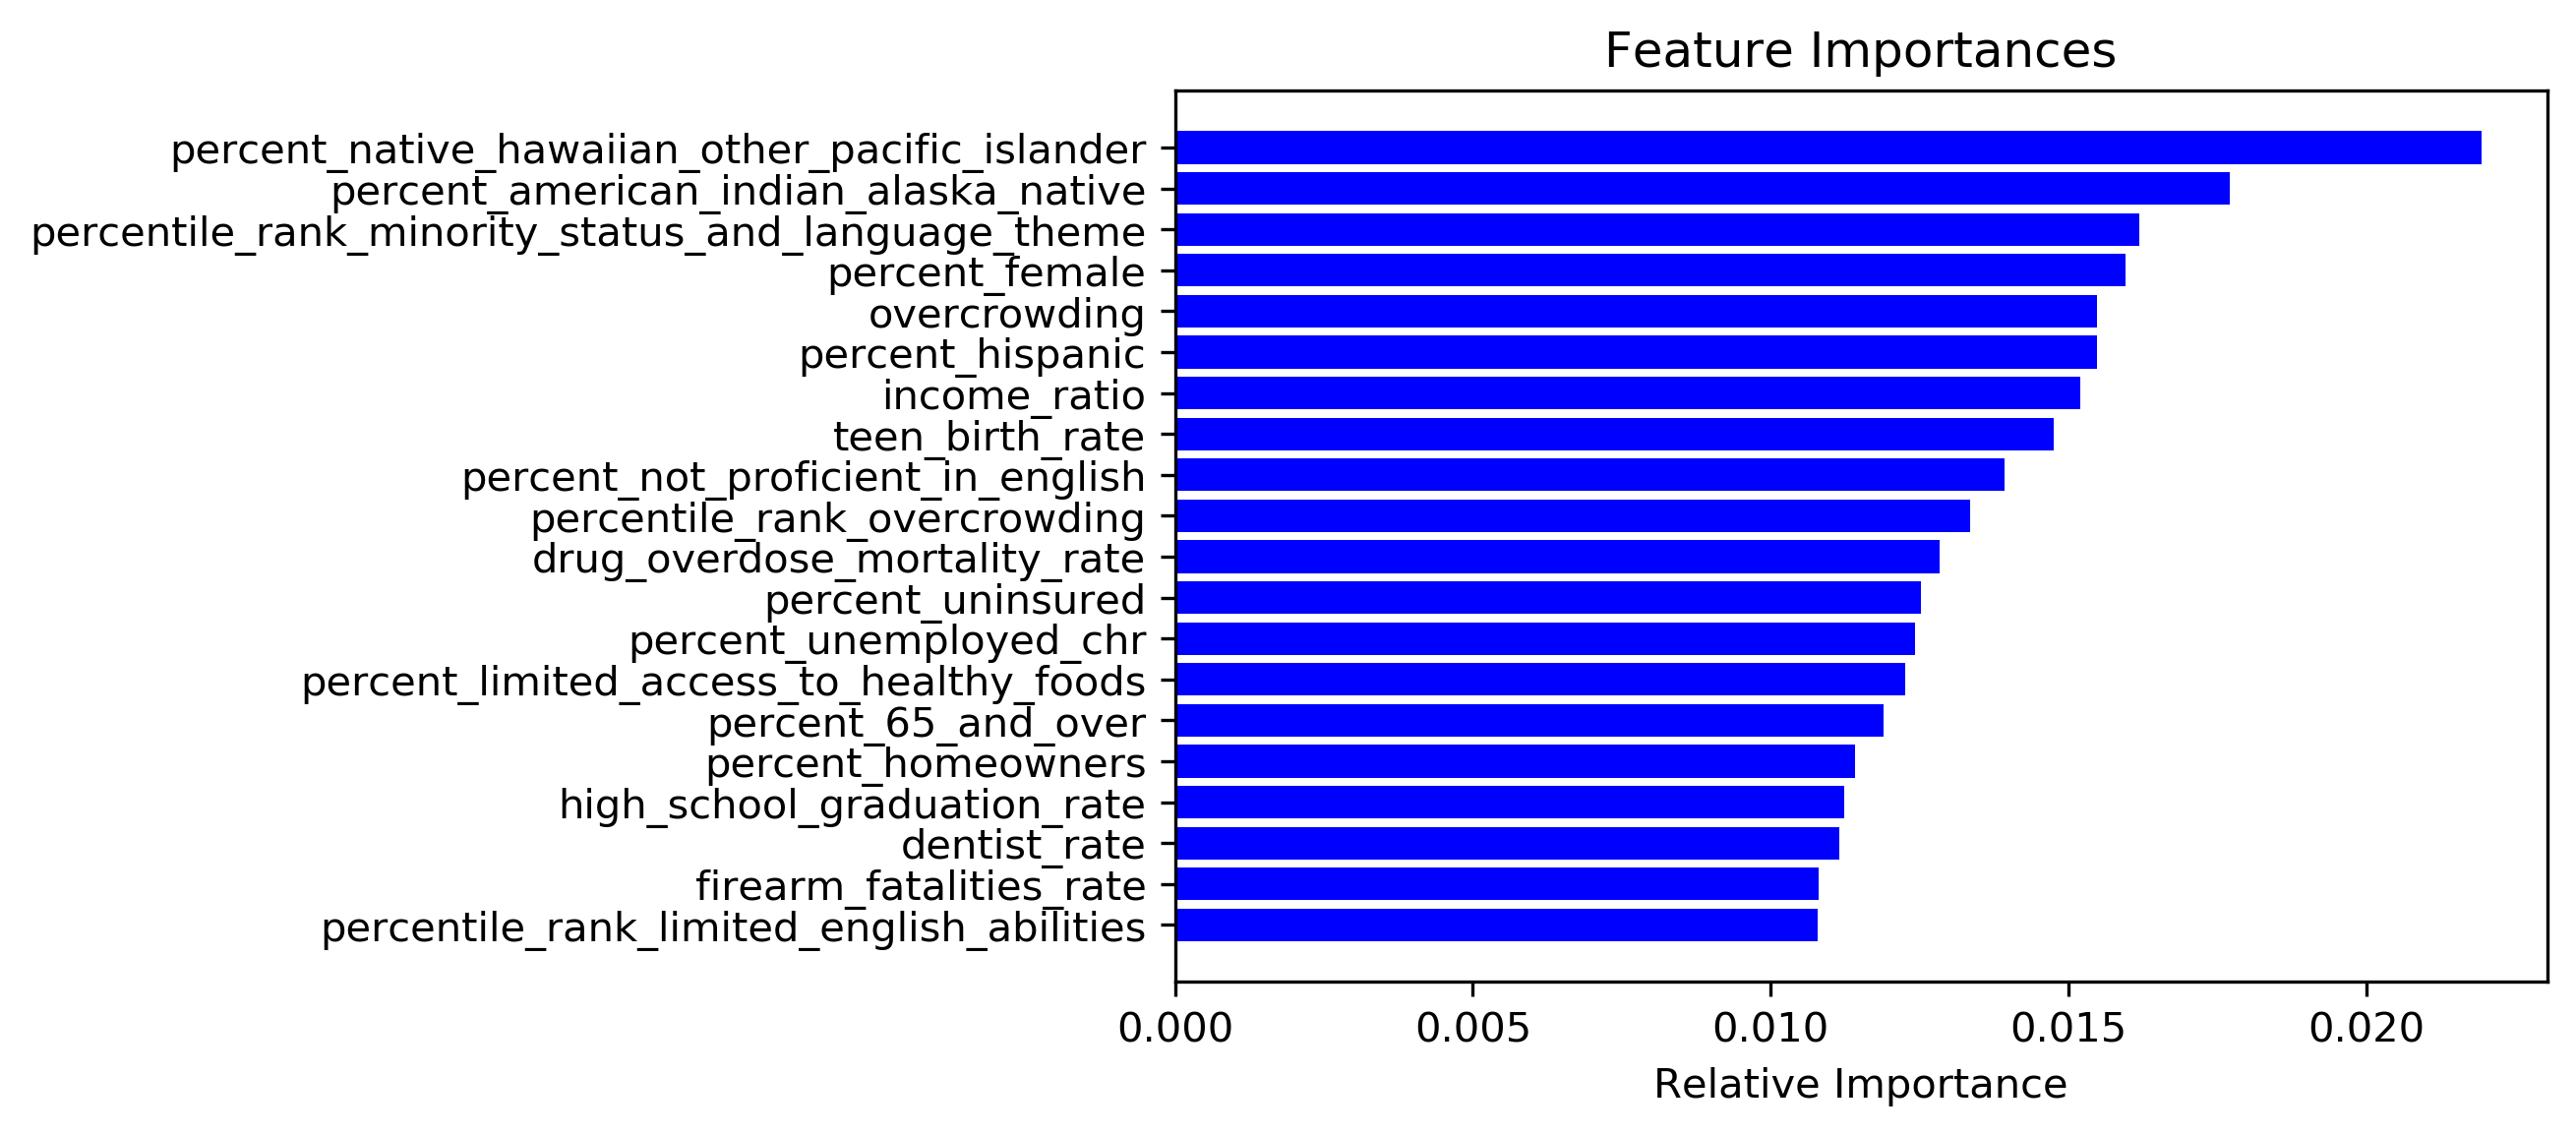 Feature Importances
percent_native_hawaiian_other_pacific_islander
percent_american_indian_alaska_native
percentile_rank_minority_status_and_language_theme
percent_female
overcrowding
percent_hispanic
income_ratio
teen_birth_rate
percent_not_proficient_in_english
percentile_rank_overcrowding
drug_overdose_mortality_rate
percent_uninsured
percent_unemployed_chr
percent_limited_access_to_healthy_foods
percent_65_and_over
percent_homeowners
high_school_graduation_rate
dentist_rate
firearm_fatalities_rate
percentile_rank_limited_english_abilities
0.000 0.005 0.010 0.015 0.020
Relative Importance